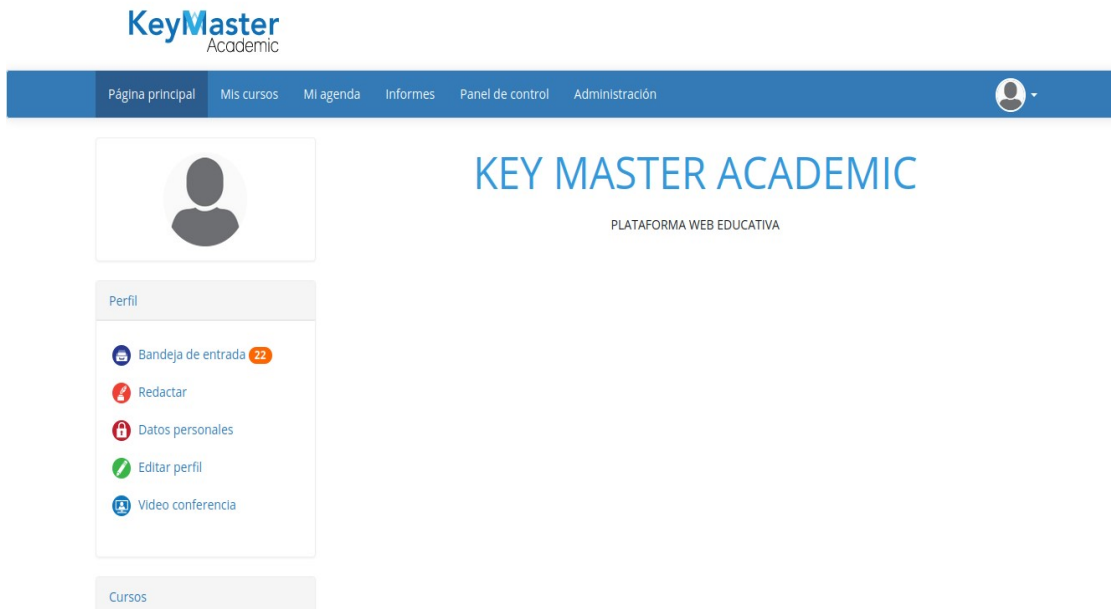 KeyMaster
Academic
Página principal Mis cursos Mi agenda Informes Panel de control Administración
KEY MASTER ACADEMIC
PLATAFORMA WEB EDUCATIVA
Perfil
Bandeja de entrada 22
Redactar
Datos personales
Editar perfil
Video conferencia
Cursos